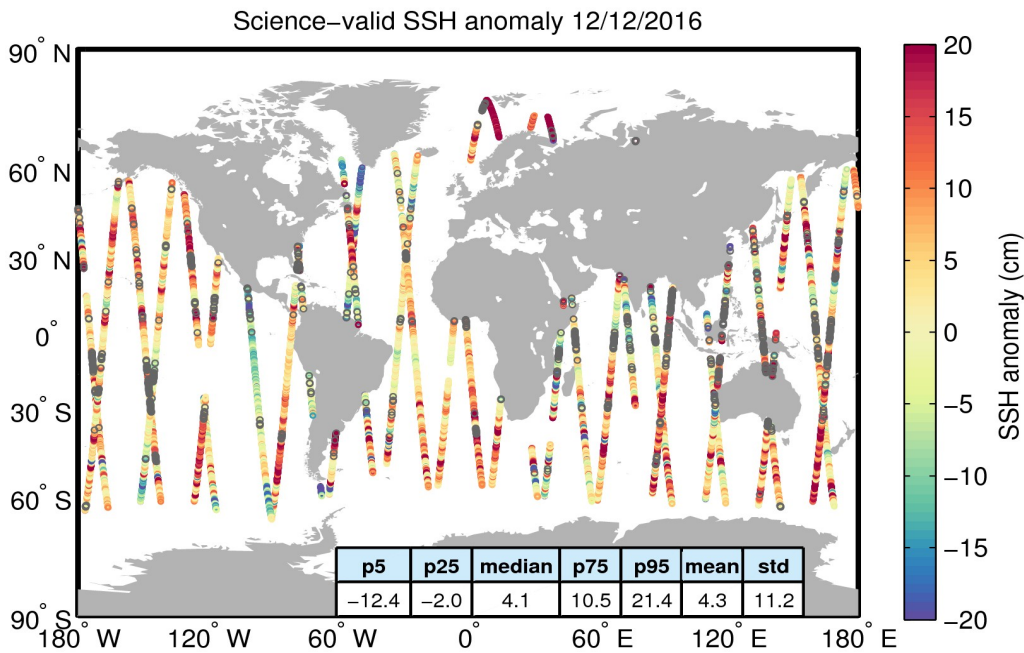 Science−valid SSH anomaly 12/12/2016
90° N
60° N
30° N
0°
30° S
60° S
90° S
180° W
120° W
60° W
0°
60° E
120° E
180° E
p5 p25 median p75 p95 mean std
−12.4 −2.0 4.1 10.5 21.4 4.3 11.2
20
15
10
5
0
−5
−10
−15
−20
SSH anomaly (cm)